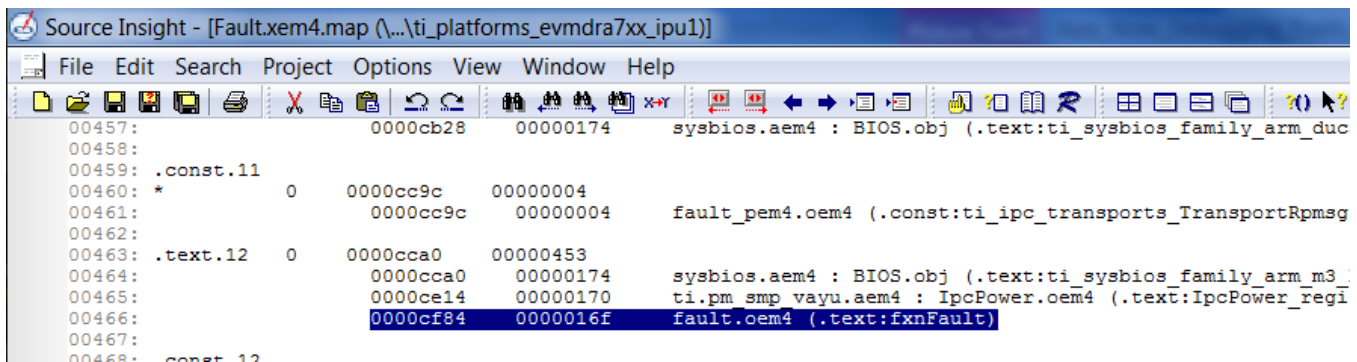 Source Insight - [Fault.xem4.map (\...\ti_platforms_evmdra7xx_ipu1)]
File Edit Search Project Options View Window Help
00457: 0000cb28 00000174 sysbios.aem4 : BIOS.obj (.text:ti_sysbios_family_arm_duc
00458:
00459: .const.11
00460: * 0 0000cc9c 00000004
00461: 0000cc9c 00000004 fault_pem4.oem4 (.const:ti_ipc_transports_TransportRpmsg
00462:
00463: .text.12 0 0000cca0 00000453
00464: 0000cca0 00000174 sysbios.aem4 : BIOS.obj (.text:ti_sysbios_family_arm_m3_
00465: 0000ce14 00000170 ti.pm_smp_vayu.aem4 : IpcPower.oem4 (.text:IpcPower_regi
00466: 0000cf84 0000016f fault.oem4 (.text:fxnFault)
00467:
00468: .const.12